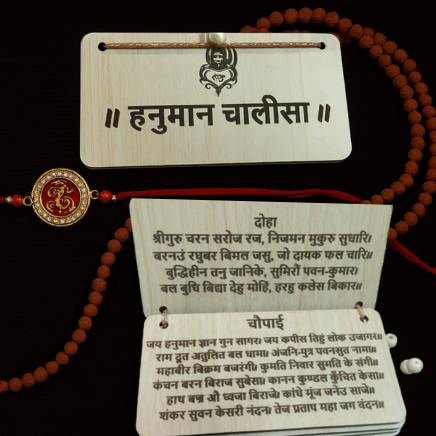 ॥ हनुमान चालीसा ॥
दोहा
श्रीगुरु चरन सरोज रज, निजमन मुकुरु सुधारि।
बरनउं रघुबर बिमल जसु, जो दायक फल चारि॥
बुद्धिहीन तनु जानिके, सुमिरौं पवन-कुमार।
बल बुधि बिद्या देहु मोहिं, हरहु कलेस बिकार॥
चौपाई
जय हनुमान ज्ञान गुन सागर। जय कपीस तिहुं लोक उजागर॥
राम दूत अतुलित बल धामा। अंजनि-पुत्र पवनसुत नामा॥
महाबीर बिक्रम बजरंगी। कुमति निवार सुमति के संगी॥
कंचन बरन बिराज सुबेसा। कानन कुण्डल कुँचित केसा॥
हाथ बज्र औ ध्वजा बिराजे। कांधे मूंज जनेउ साजे॥
शंकर सुवन केसरी नंदन। तेज प्रताप महा जग वंदन॥